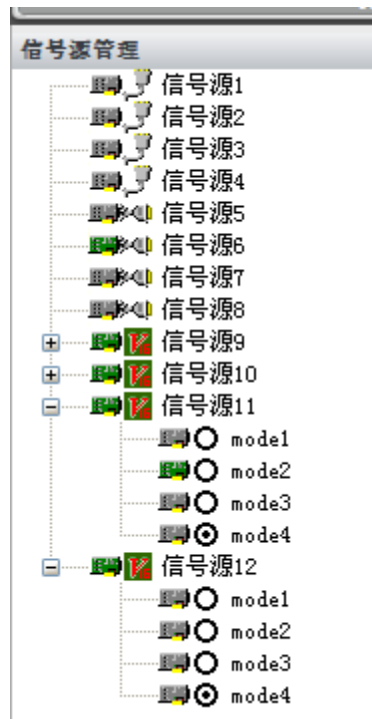 信号源管理
信号源1
信号源2
信号源3
信号源4
信号源5
信号源6
信号源7
信号源8
信号源9
信号源10
信号源11
mode1
mode2
mode3
mode4
信号源12
mode1
mode2
mode3
mode4